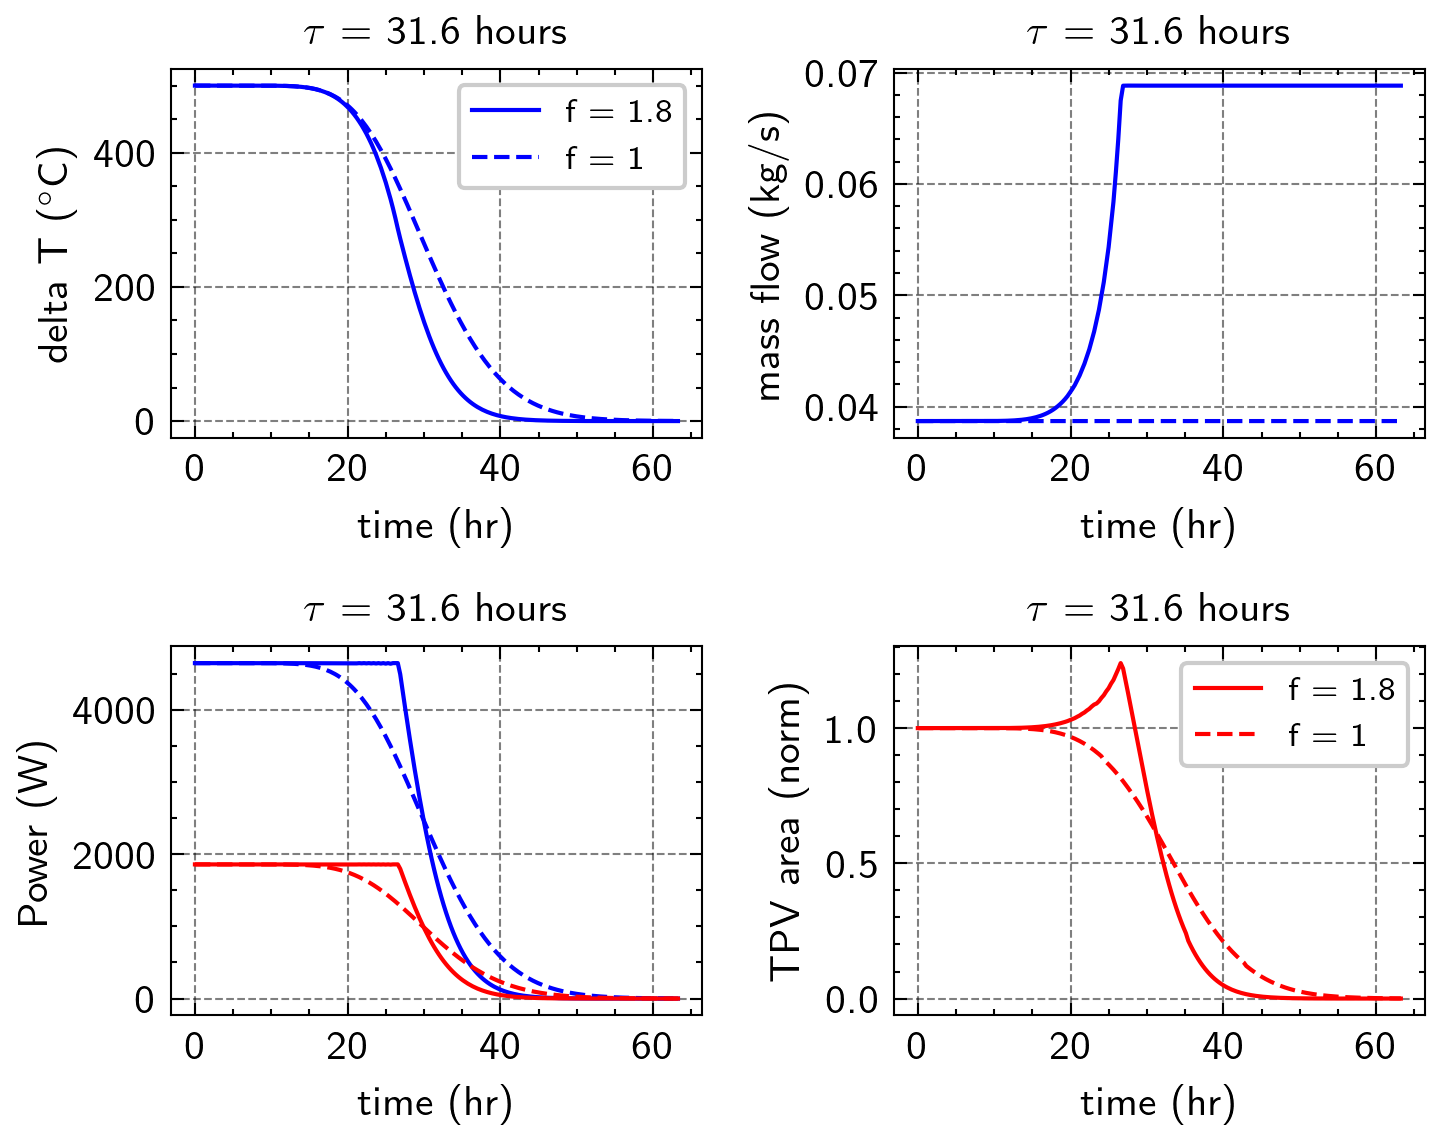 τ = 31.6 hours
delta T (°C)
400
200
0
f = 1.8
f = 1
0 20 40 60
time (hr)
τ = 31.6 hours
mass flow (kg/s)
0.07
0.06
0.05
0.04
0 20 40 60
time (hr)
τ = 31.6 hours
Power (W)
4000
2000
0
0 20 40 60
time (hr)
τ = 31.6 hours
TPV area (norm)
1.0
0.5
0.0
f = 1.8
f = 1
0 20 40 60
time (hr)